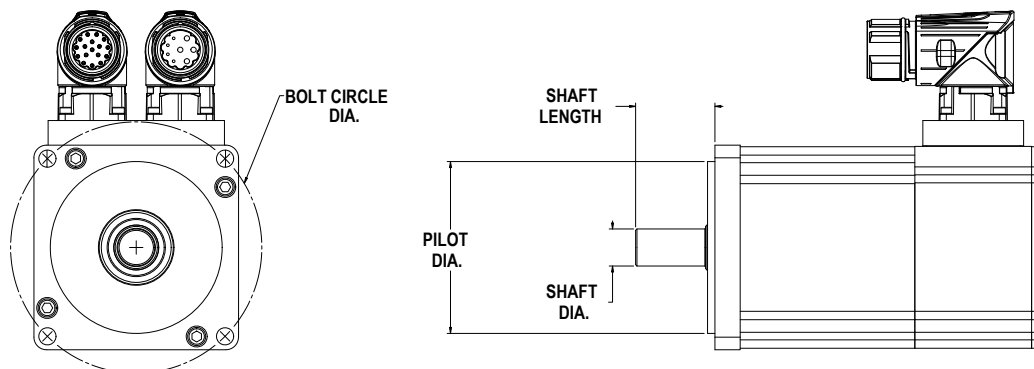 BOLT CIRCLE
DIA.
SHAFT
LENGTH
PILOT
DIA.
SHAFT
DIA.